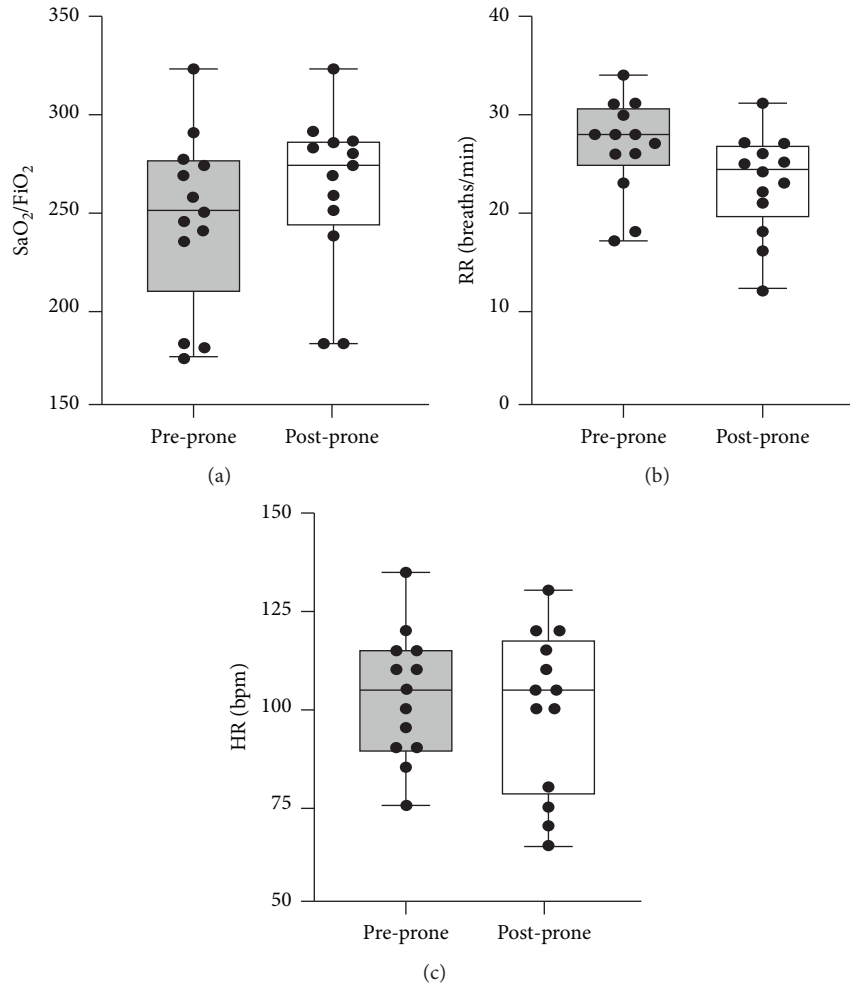 350
300
250
200
150
SaO2/FiO2
Pre-prone
Post-prone
(a)
40
30
20
10
0
RR (breaths/min)
Pre-prone
Post-prone
(b)
150
125
100
75
50
HR (bpm)
Pre-prone
Post-prone
(c)